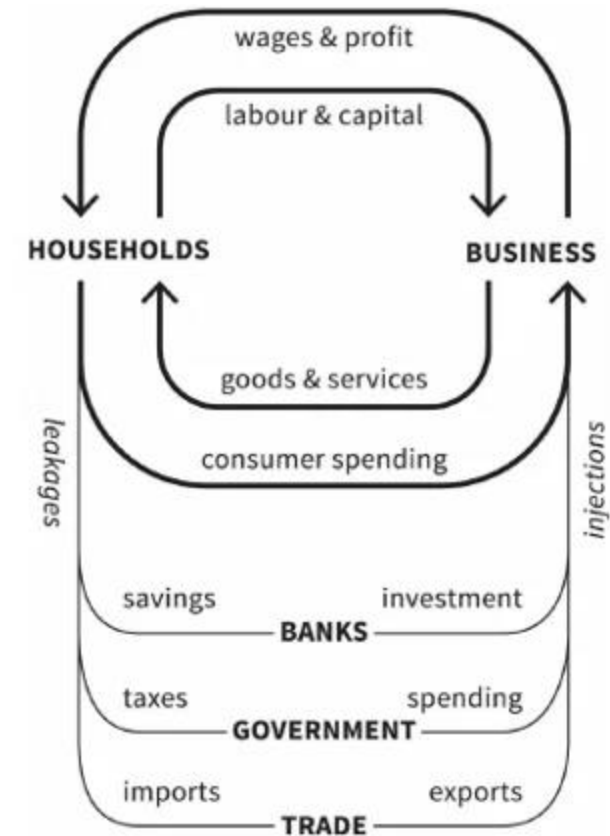 wages & profit
labour & capital
HOUSEHOLDS
BUSINESS
goods & services
consumer spending
leakages
injections
savings
investment
BANKS
taxes
spending
GOVERNMENT
imports
exports
TRADE